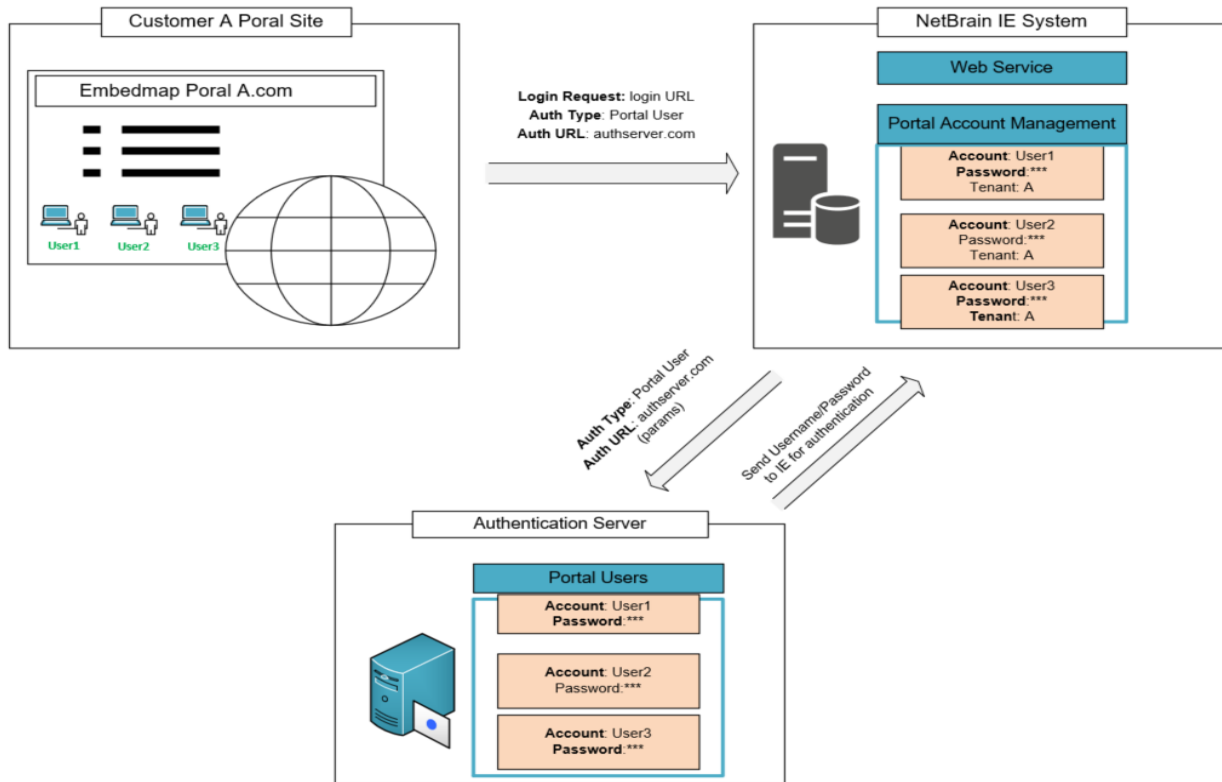 Customer A Poral Site
Embedmap Poral A.com
User1
User2
User3
Login Request: login URL
Auth Type: Portal User
Auth URL: authserver.com
NetBrain IE System
Web Service
Portal Account Management
Account: User1
Password:***
Tenant: A
Account: User2
Password:***
Tenant: A
Account: User3
Password:***
Tenant: A
Auth Type: Portal User
Auth URL: authserver.com
(params)
Send Username/Password
to IE for authentication
Authentication Server
Portal Users
Account: User1
Password:***
Account: User2
Password:***
Account: User3
Password:***